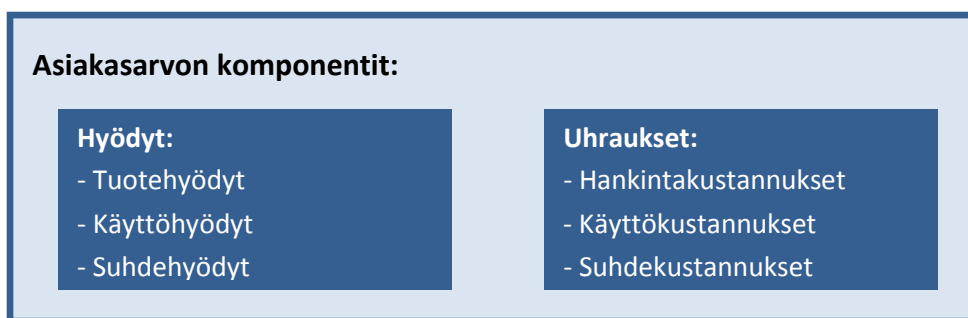 Asiakasarvon komponentit:
Hyödyt:
- Tuotehyödyt
- Käyttöhyödyt
- Suhdehyödyt
Uhraukset:
- Hankintakustannukset
- Käyttökustannukset
- Suhdekustannukset